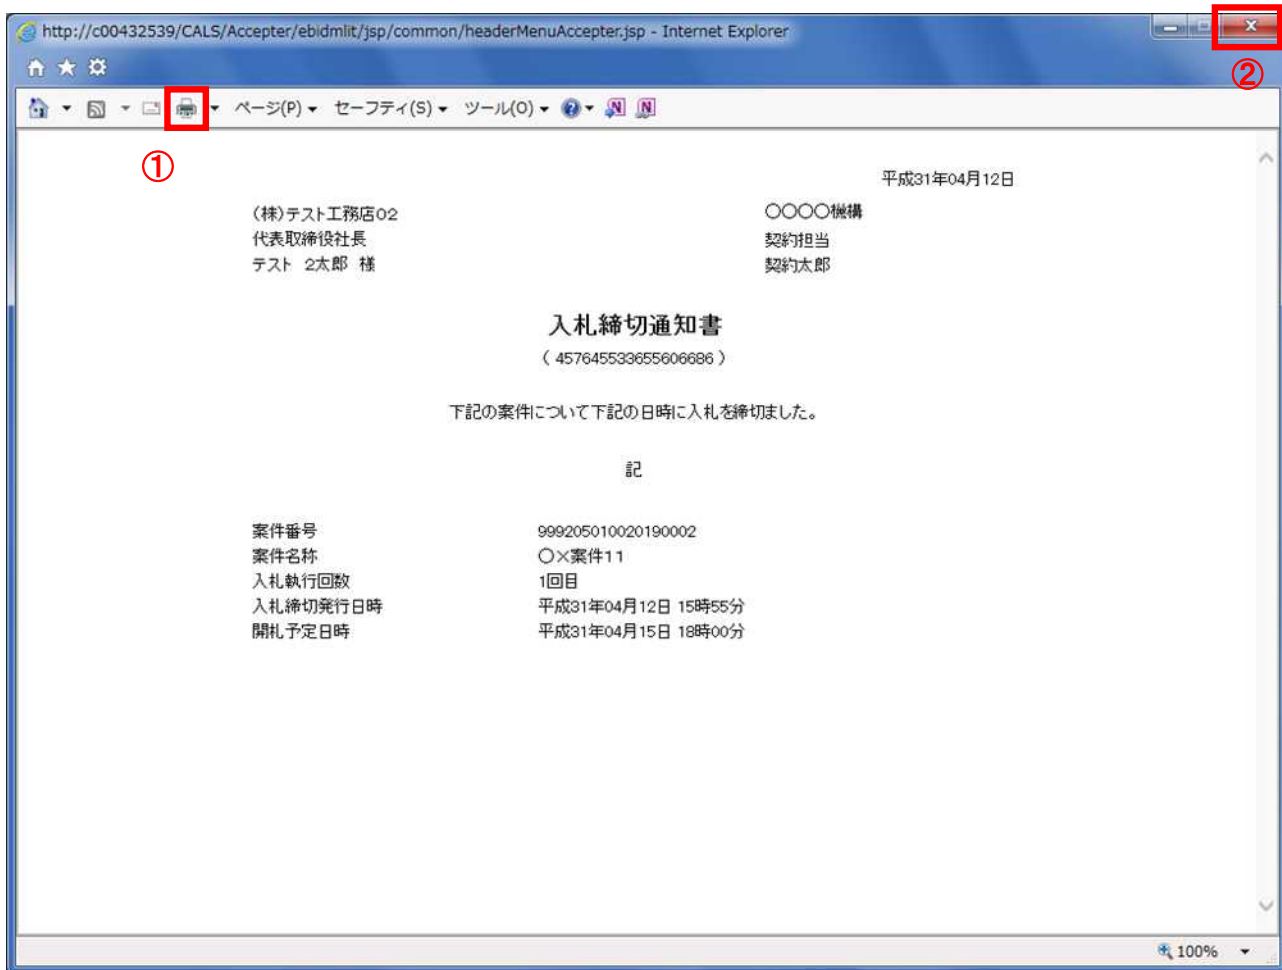 http://c00432539/CALS/Accepter/ebidmlit/jsp/common/headerMenuAccepter.jsp - Internet Explorer
②
ページ(P) セーフティ(S) ツール(O)
①
平成31年04月12日
(株)テスト工務店02
〇〇〇〇機構
代表取締役社長
契約担当
テスト 2太郎 様
契約太郎
入札締切通知書
( 457645533655606686 )
下記の案件について下記の日時に入札を締切ました。
記
案件番号 999205010020190002
案件名称 〇×案件11
入札執行回数 1回目
入札締切発行日時 平成31年04月12日 15時55分
開札予定日時 平成31年04月15日 18時00分
100%